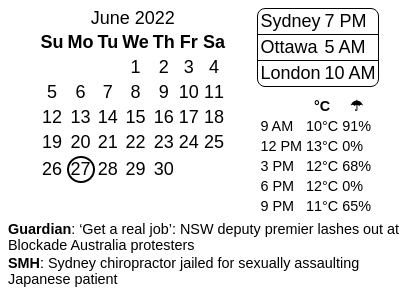 June 2022
Su Mo Tu We Th Fr Sa
1 2 3 4
5 6 7 8 9 10 11
12 13 14 15 16 17 18
19 20 21 22 23 24 25
26 27 28 29 30
Sydney 7 PM
Ottawa 5 AM
London 10 AM
°C ☂
9 AM 10°C 91%
12 PM 13°C 0%
3 PM 12°C 68%
6 PM 12°C 0%
9 PM 11°C 65%
Guardian: ‘Get a real job’: NSW deputy premier lashes out at
Blockade Australia protesters
SMH: Sydney chiropractor jailed for sexually assaulting
Japanese patient